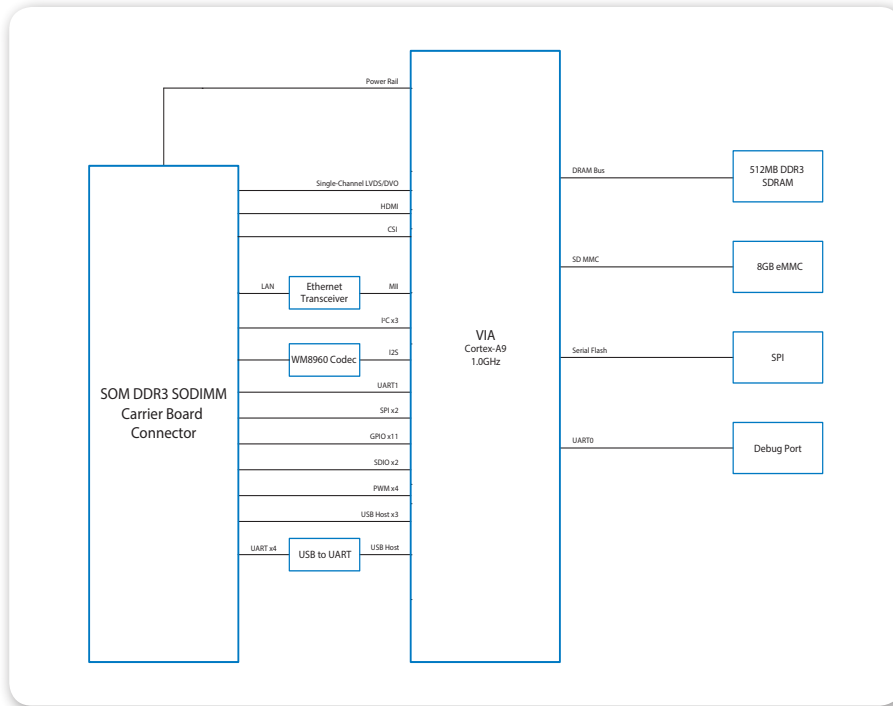 Power Rail
Single-Channel LVDS/DVO
HDMI
CSI
LAN
Ethernet
Transceiver
MII
I²C x3
WM8960 Codec
I2S
UART1
SPI x2
GPIO x11
SDIO x2
PWM x4
USB Host x3
UART x4
USB to UART
USB Host
SOM DDR3 SODIMM
Carrier Board
Connector
VIA
Cortex-A9
1.0GHz
DRAM Bus
512MB DDR3
SDRAM
SD MMC
8GB eMMC
Serial Flash
SPI
UART0
Debug Port